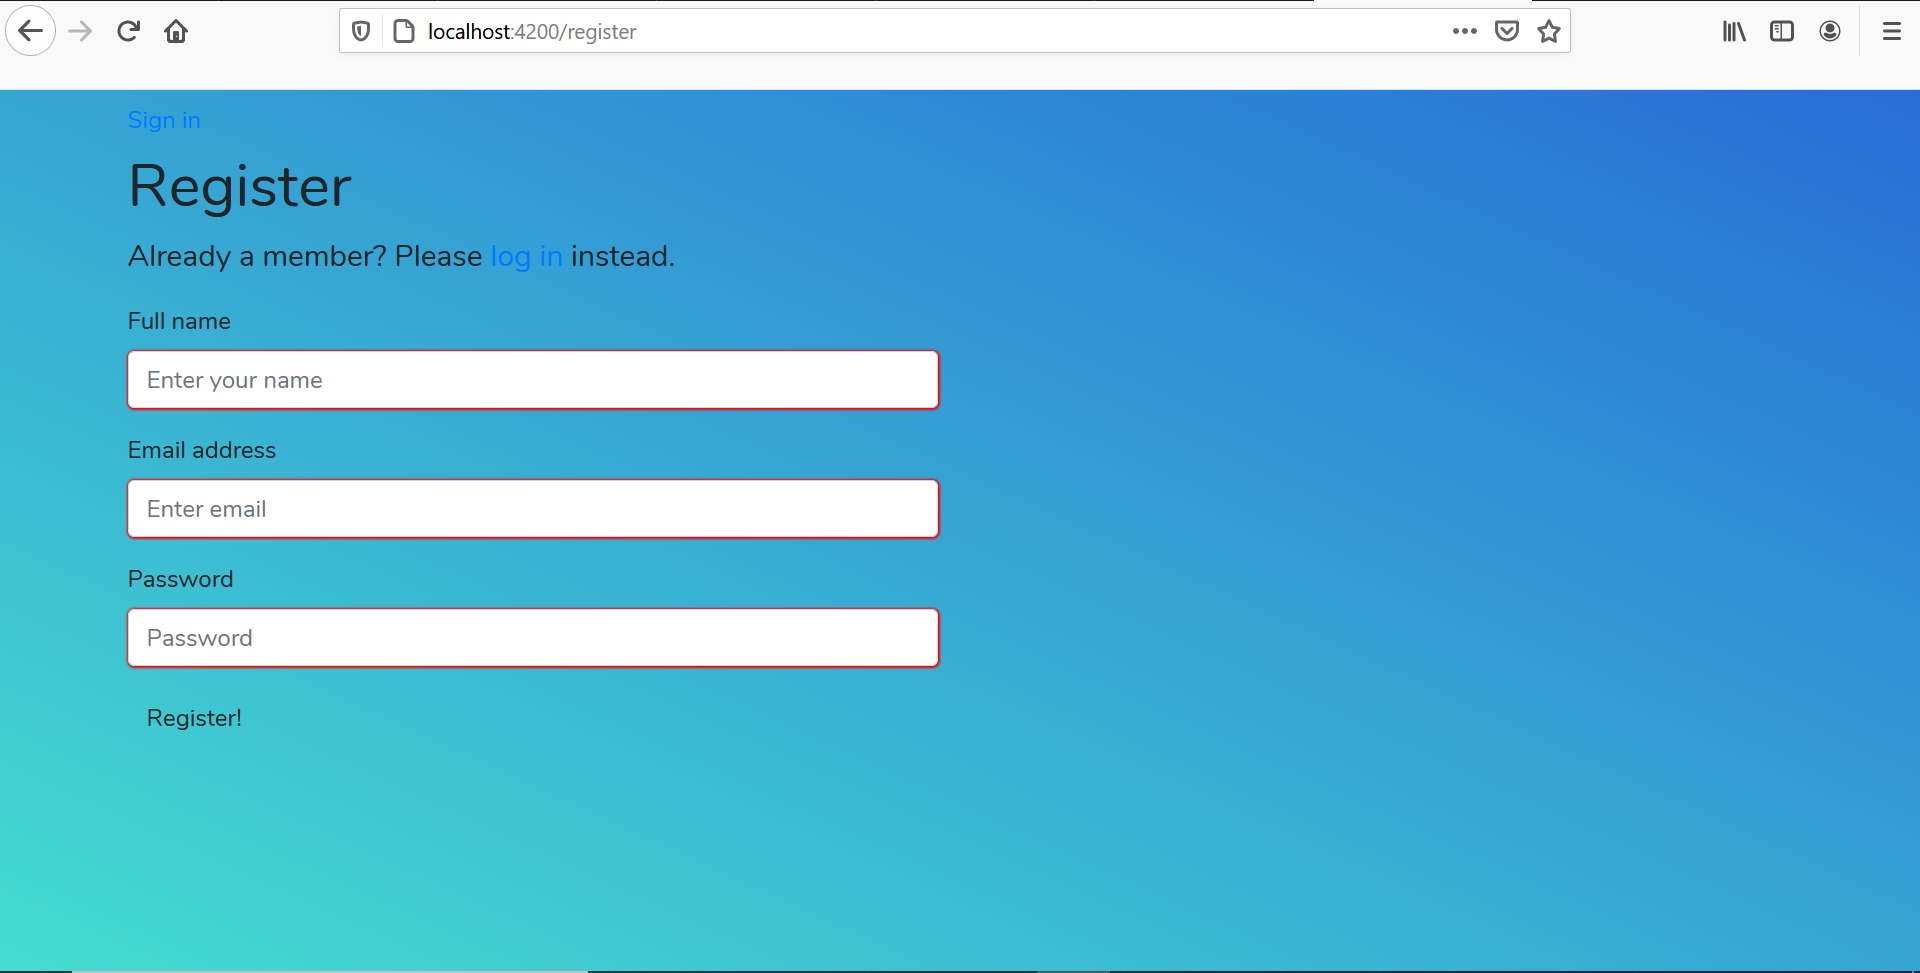 localhost:4200/register
Sign in
Register
Already a member? Please log in instead.
Full name
Enter your name
Email address
Enter email
Password
Password
Register!